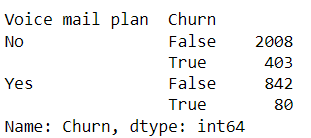 Voice mail plan  Churn
No               False    2008
                 True      403
Yes              False     842
                 True       80
Name: Churn, dtype: int64